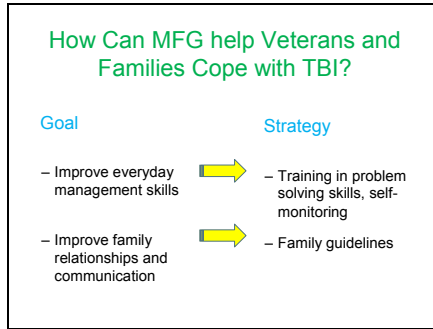 How Can MFG help Veterans and
Families Cope with TBI?
Goal
Strategy
– Improve everyday
management skills
– Training in problem
solving skills, self-
monitoring
– Improve family
relationships and
communication
– Family guidelines